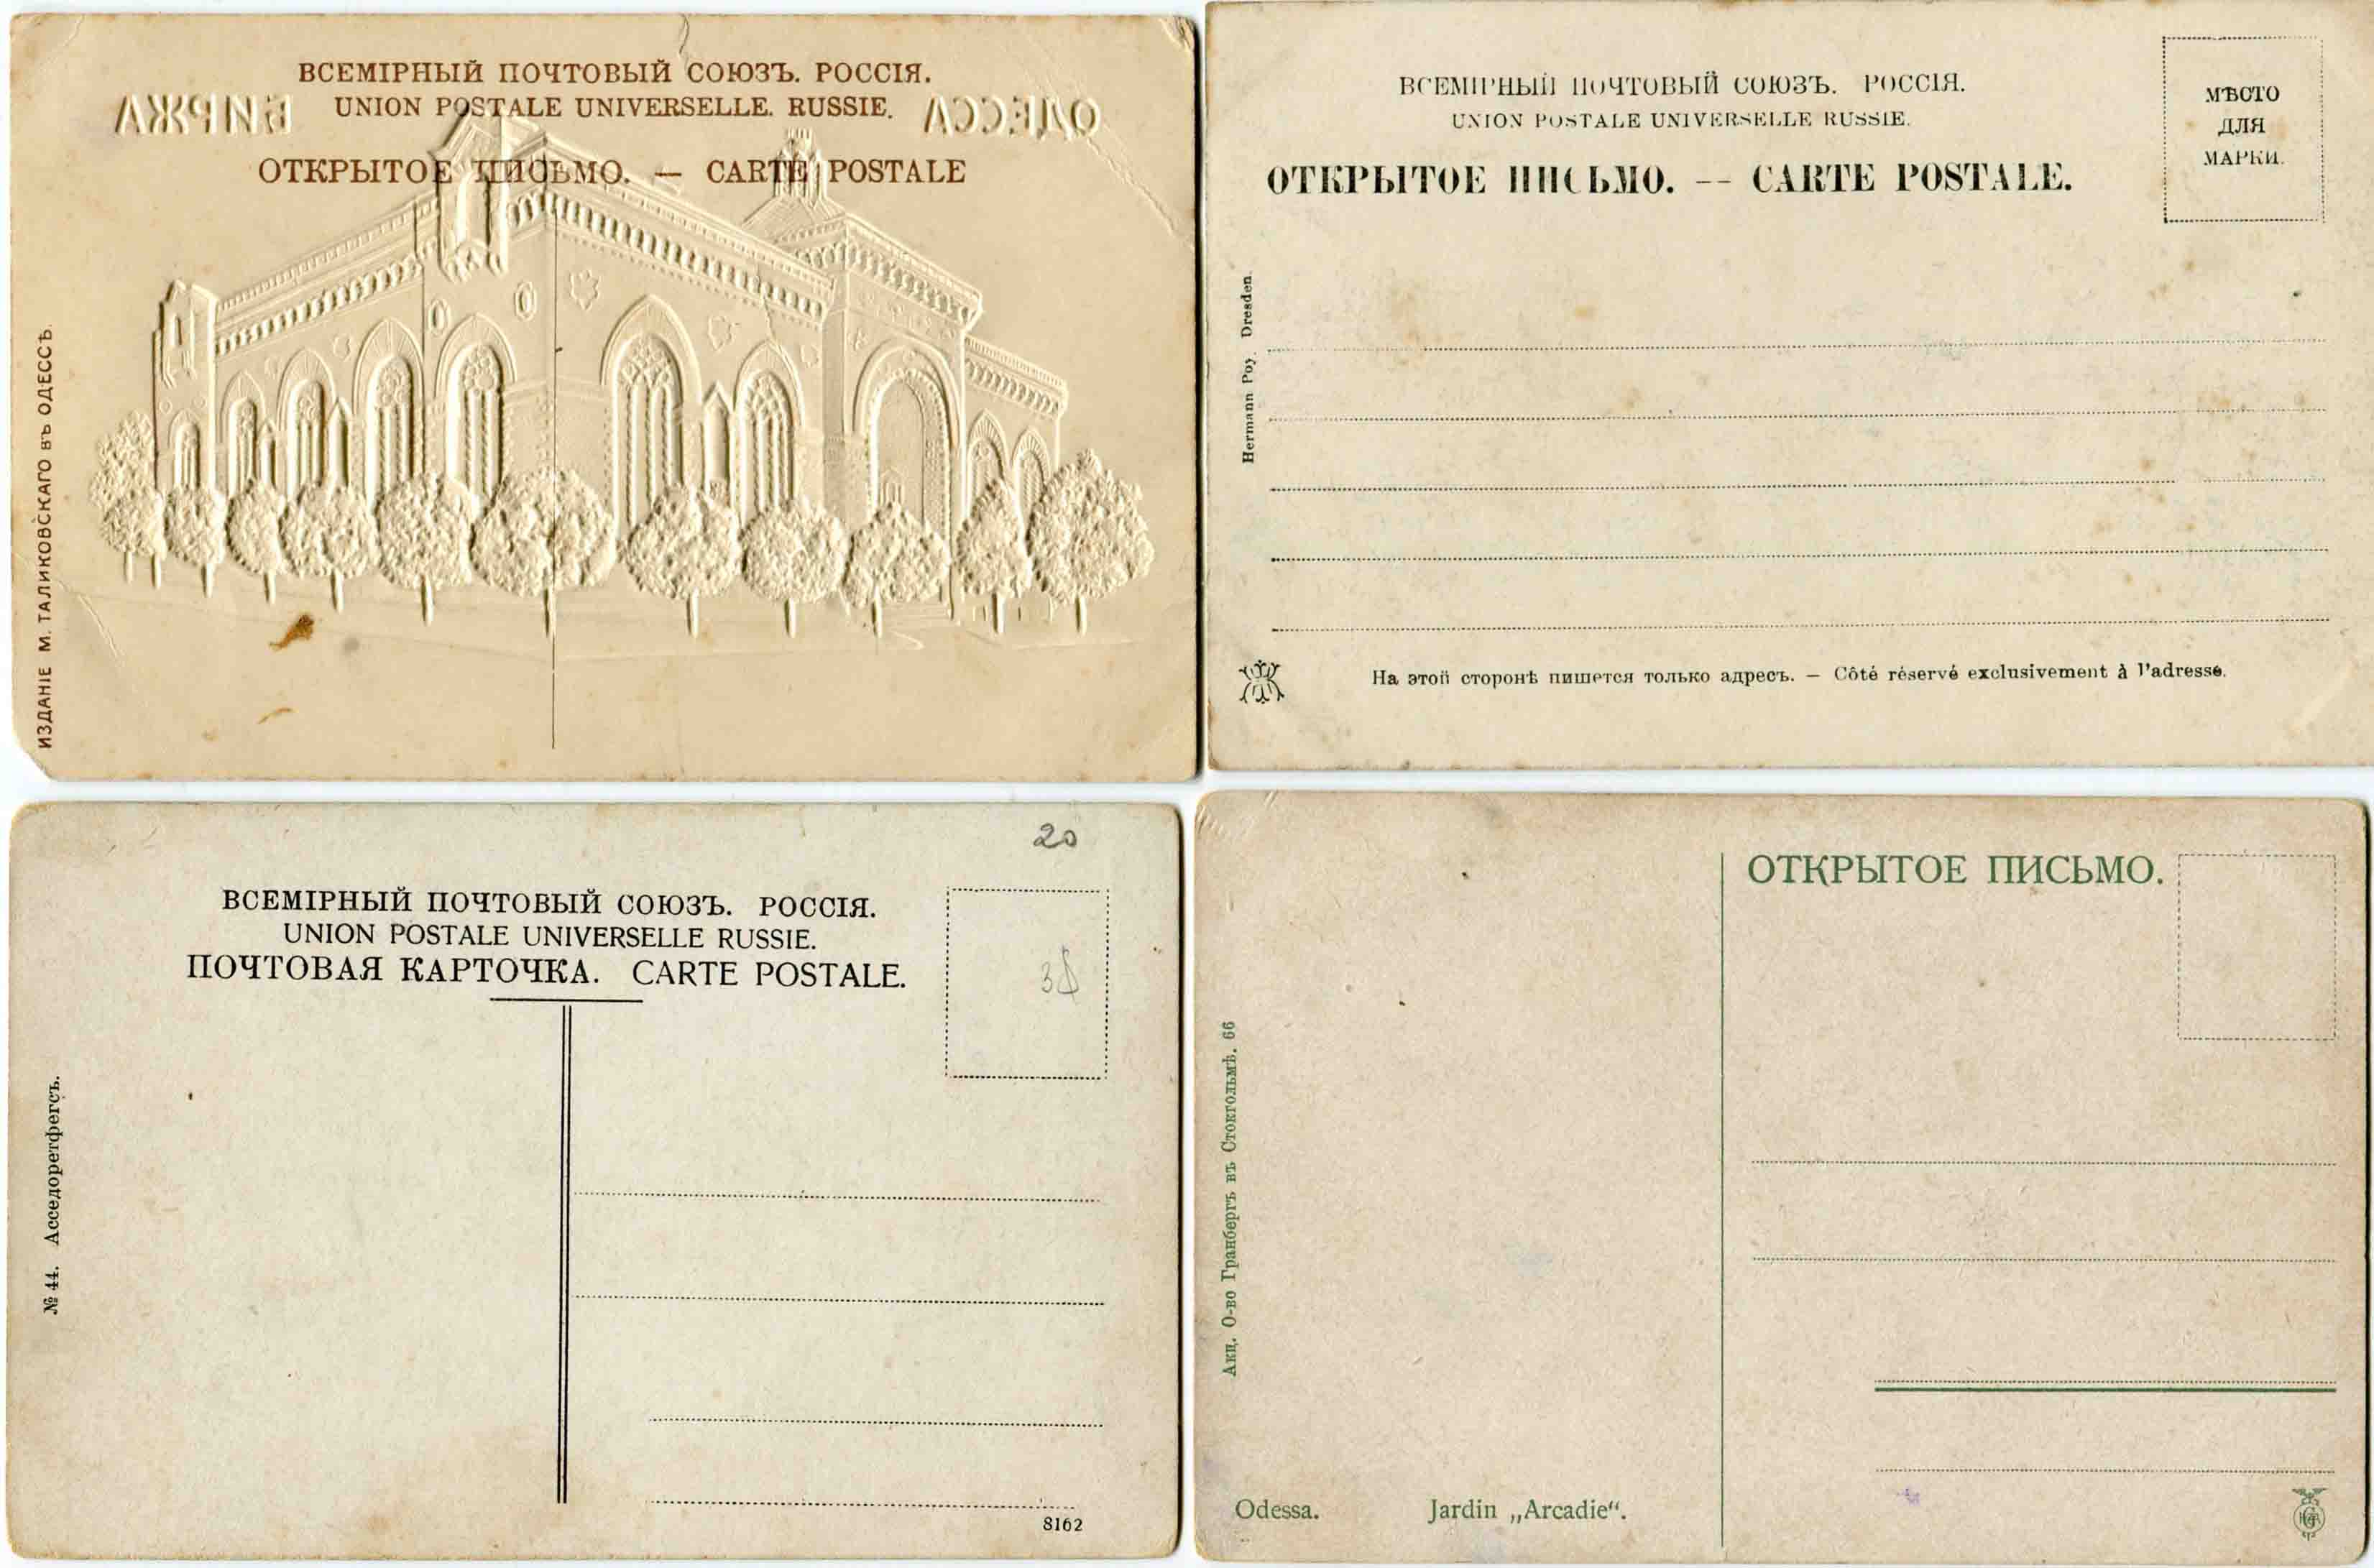 ВСЕМІРНЫЙ ПОЧТОВЫЙ СОЮЗЪ. РОССІЯ.
UNION POSTALE UNIVERSELLE. RUSSIE.
БИРЖА
ОДЕССА
ОТКРЫТОЕ ПИСЬМО. — CARTE POSTALE
ИЗДАНІЕ М. ТАЛИКОВСКАГО въ ОДЕССѢ.
ВСЕМІРНЫЙ ПОЧТОВЫЙ СОЮЗЪ. РОССІЯ.
UNION POSTALE UNIVERSELLE RUSSIE.
ОТКРЫТОЕ ПИСЬМО. -- CARTE POSTALE.
МѢСТО
ДЛЯ
МАРКИ.
Hermann Poy, Dresden.
На этой сторонѣ пишется только адресъ. — Côté réservé exclusivement à l'adresse.
20
ВСЕМІРНЫЙ ПОЧТОВЫЙ СОЮЗЪ. РОССІЯ.
UNION POSTALE UNIVERSELLE RUSSIE.
ПОЧТОВАЯ КАРТОЧКА. CARTE POSTALE.
№ 44. Асседоретфегсъ.
8162
ОТКРЫТОЕ ПИСЬМО.
Акц. О-во Гранбергъ въ Стокгольмѣ. 66
Odessa. Jardin „Arcadie“.